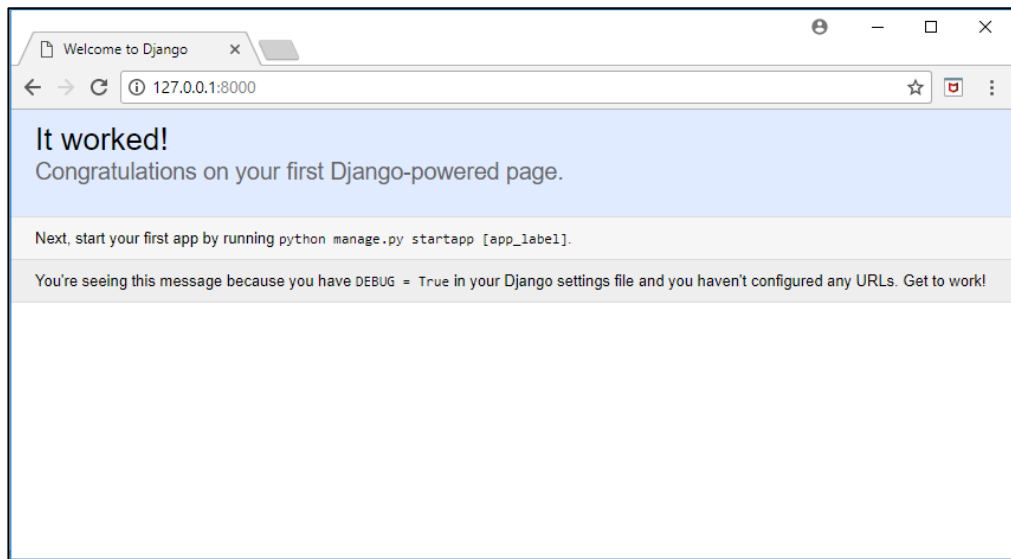 Welcome to Django
127.0.0.1:8000
It worked!
Congratulations on your first Django-powered page.
Next, start your first app by running python manage.py startapp [app_label].
You're seeing this message because you have DEBUG = True in your Django settings file and you haven't configured any URLs. Get to work!